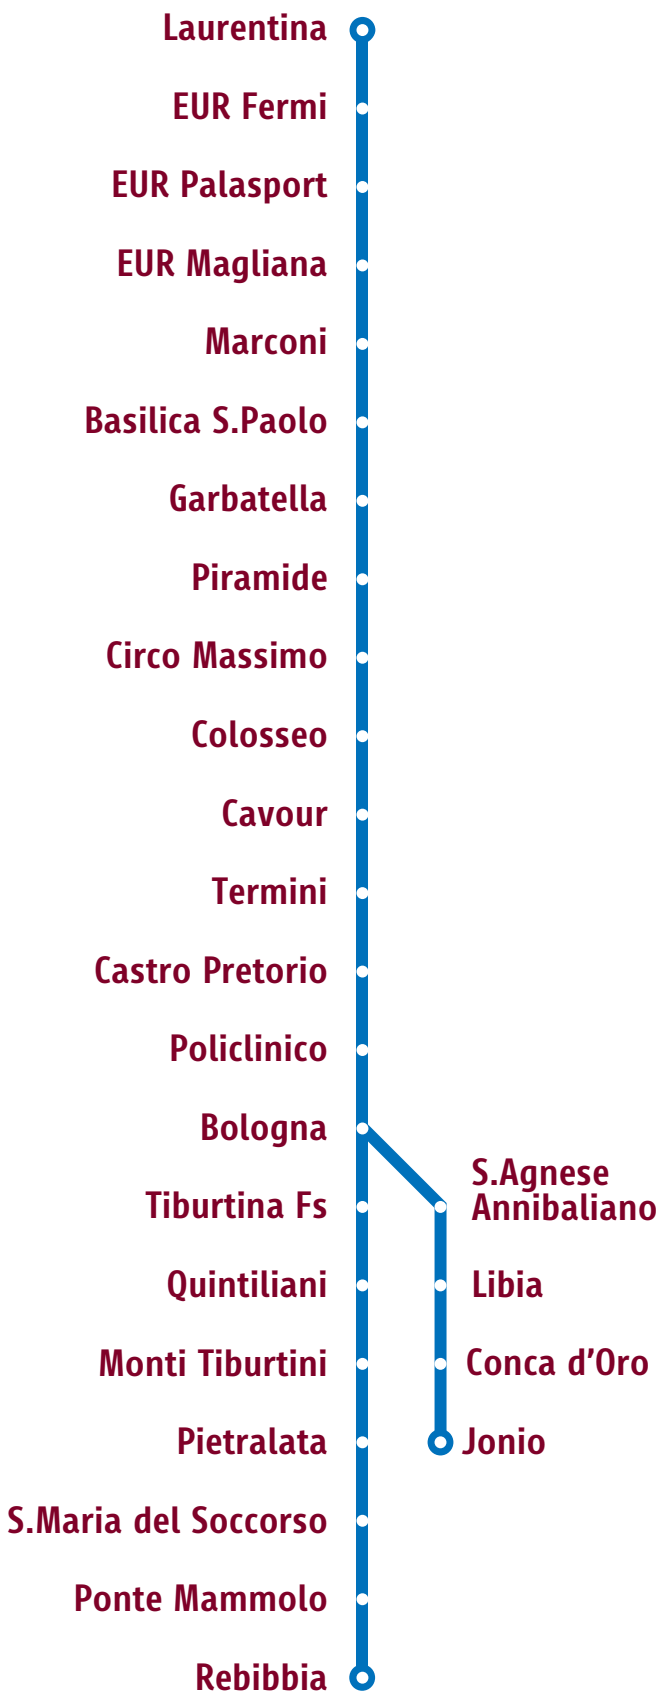 Laurentina
EUR Fermi
EUR Palasport
EUR Magliana
Marconi
Basilica S.Paolo
Garbatella
Piramide
Circo Massimo
Colosseo
Cavour
Termini
Castro Pretorio
Policlinico
Bologna
Tiburtina Fs
Quintiliani
Monti Tiburtini
Pietralata
S.Maria del Soccorso
Ponte Mammolo
Rebibbia
S.Agnese
Annibaliano
Libia
Conca d'Oro
Jonio